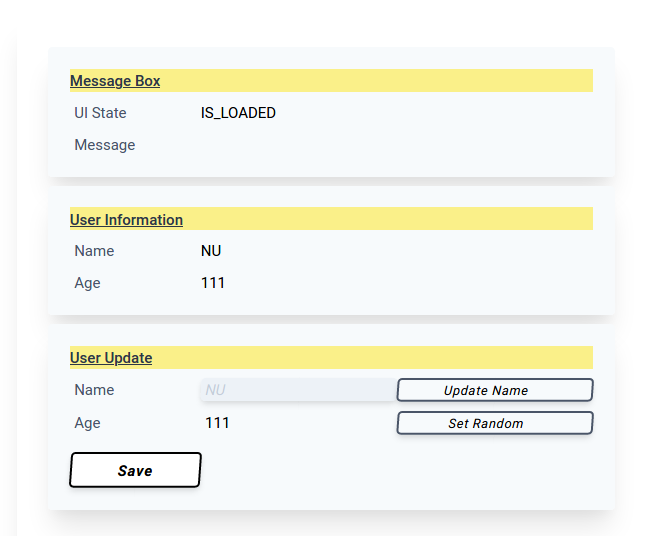 Message Box
UI State IS_LOADED
Message
User Information
Name NU
Age 111
User Update
Name NU Update Name
Age 111 Set Random
Save